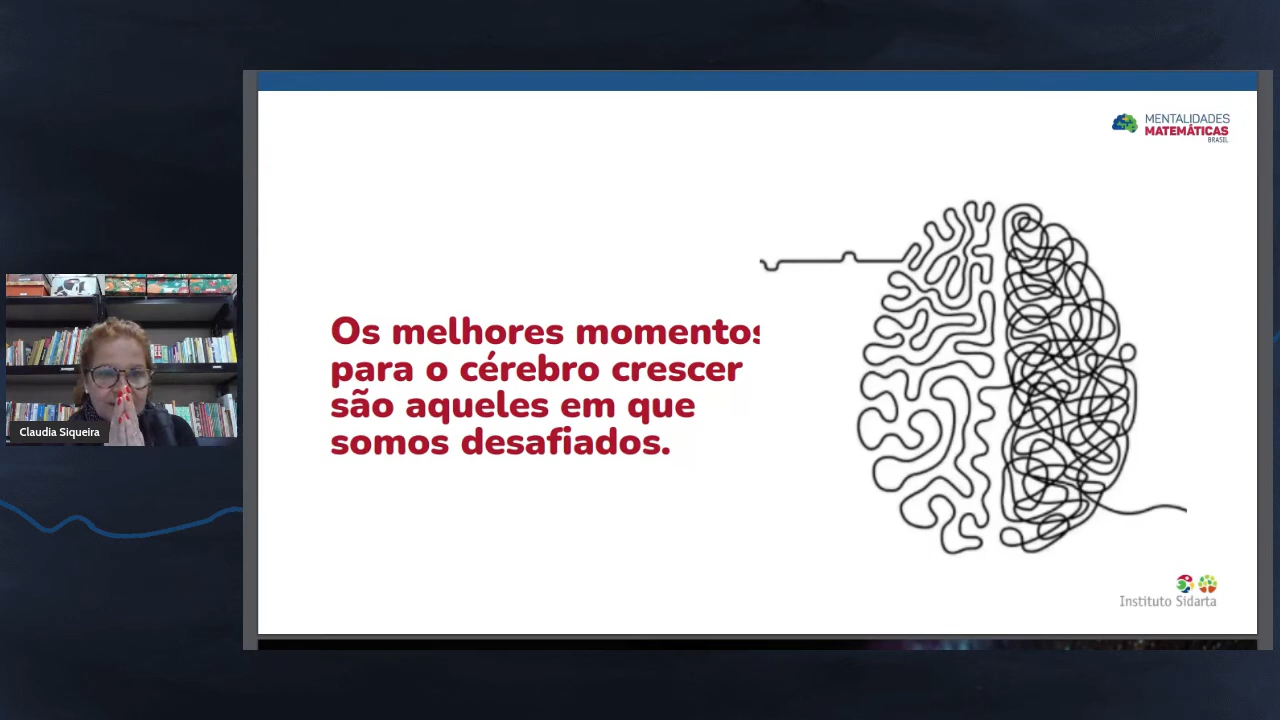 MENTALIDADES
MATEMÁTICAS
BRASIL
Os melhores momentos
para o cérebro crescer
são aqueles em que
somos desafiados.
Claudia Siqueira
Instituto Sidarta